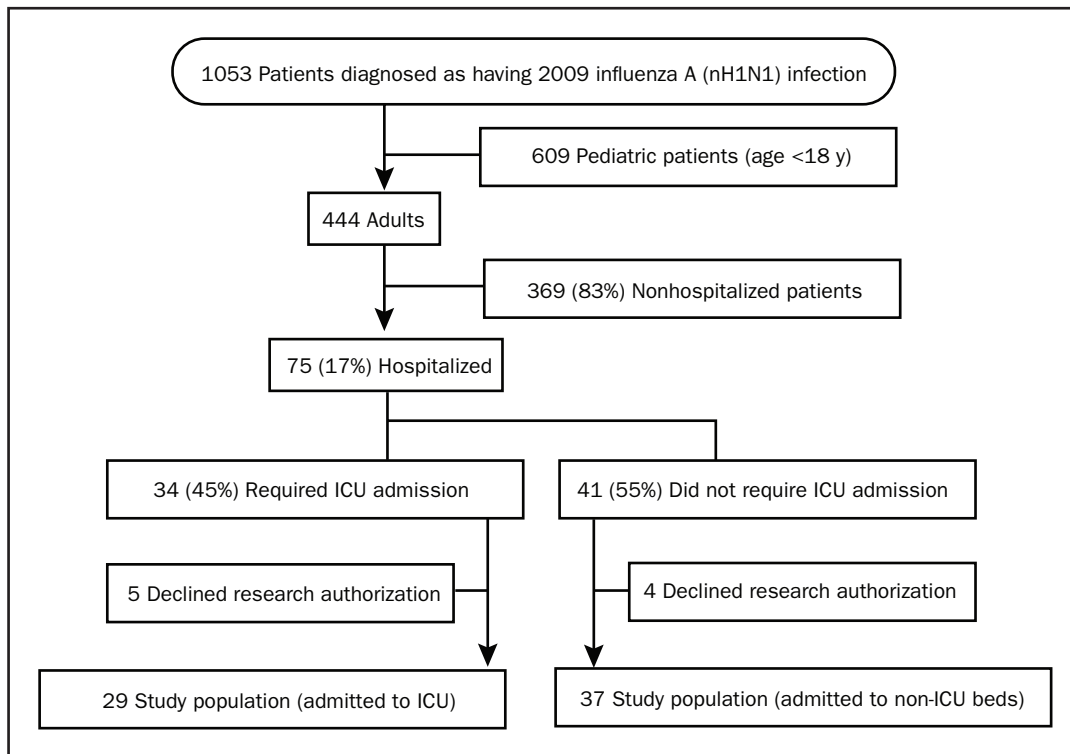 1053 Patients diagnosed as having 2009 influenza A (nH1N1) infection
609 Pediatric patients (age <18 y)
444 Adults
369 (83%) Nonhospitalized patients
75 (17%) Hospitalized
34 (45%) Required ICU admission
41 (55%) Did not require ICU admission
5 Declined research authorization
4 Declined research authorization
29 Study population (admitted to ICU)
37 Study population (admitted to non-ICU beds)